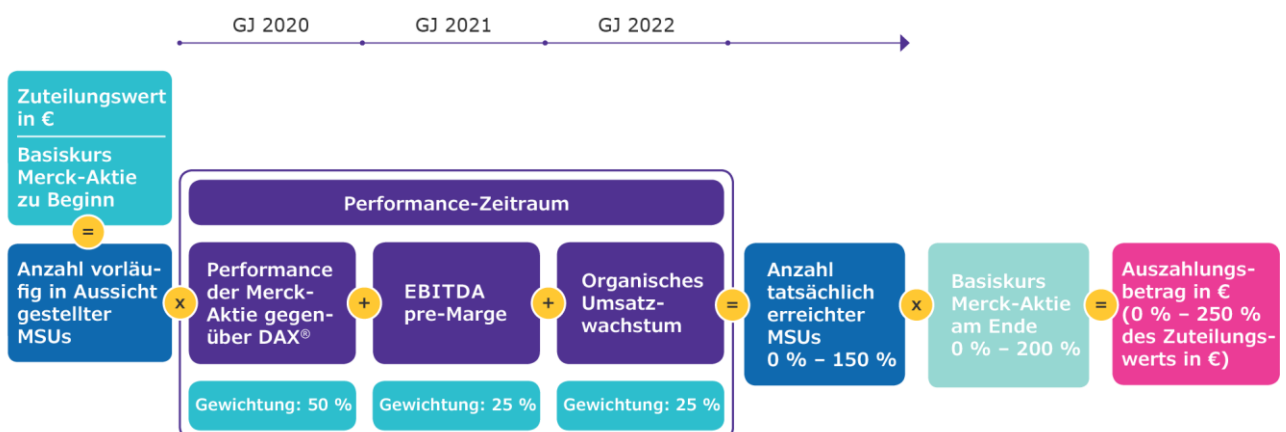 GJ 2020
GJ 2021
GJ 2022
Zuteilungswert
in €
Basiskurs
Merck-Aktie
zu Beginn
=
Anzahl vorläu-
fig in Aussicht
gestellter
MSUs
x
Performance-Zeitraum
Performance
der Merck-
Aktie gegen-
über DAX®
+
EBITDA
pre-Marge
+
Organisches
Umsatz-
wachstum
Gewichtung: 50 %
Gewichtung: 25 %
Gewichtung: 25 %
=
Anzahl
tatsächlich
erreichter
MSUs
0 % – 150 %
x
Basiskurs
Merck-Aktie
am Ende
0 % – 200 %
=
Auszahlungs-
betrag in €
(0 % – 250 %
des Zuteilungs-
werts in €)